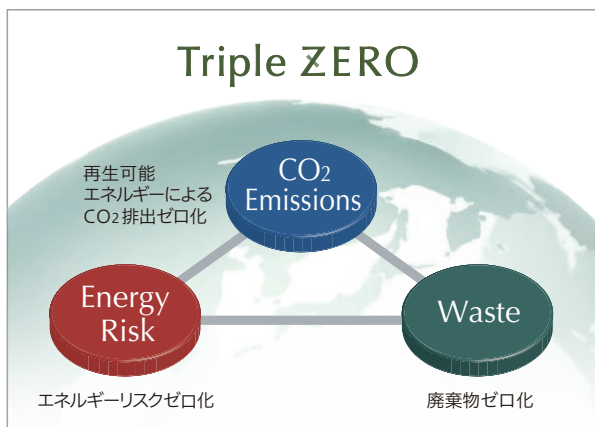 Triple ZERO
再生可能
エネルギーによる
CO2排出ゼロ化
CO2
Emissions
Energy
Risk
Waste
エネルギーリスクゼロ化
廃棄物ゼロ化